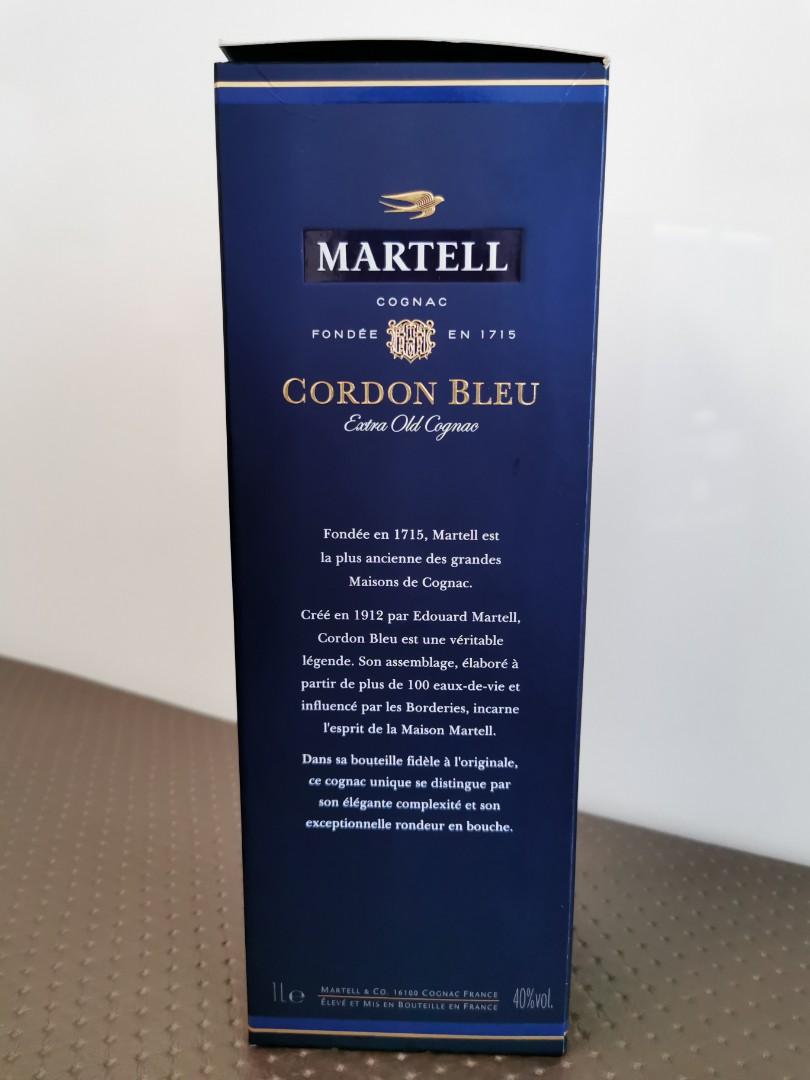 MARTELL
COGNAC
FONDÉE EN 1715
CORDON BLEU
Extra Old Cognac
Fondée en 1715, Martell est
la plus ancienne des grandes
Maisons de Cognac.
Créé en 1912 par Edouard Martell,
Cordon Bleu est une véritable
légende. Son assemblage, élaboré à
partir de plus de 100 eaux-de-vie et
influencé par les Borderies, incarne
l'esprit de la Maison Martell.
Dans sa bouteille fidèle à l'originale,
ce cognac unique se distingue par
son élégante complexité et son
exceptionnelle rondeur en bouche.
1L℮
MARTELL & CO. 16100 COGNAC FRANCE
ÉLEVÉ ET MIS EN BOUTEILLE EN FRANCE
40%vol.